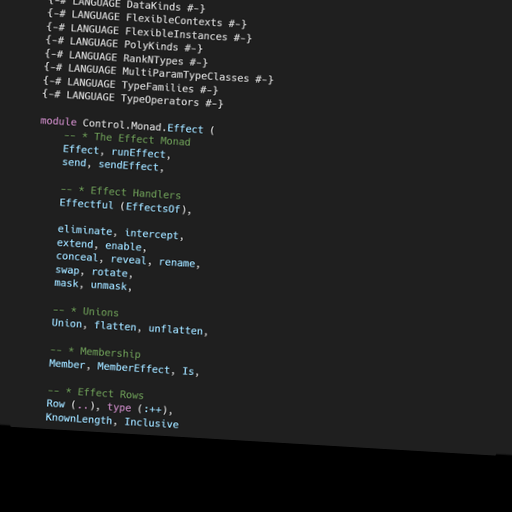 {-# LANGUAGE DataKinds #-}
{-# LANGUAGE FlexibleContexts #-}
{-# LANGUAGE FlexibleInstances #-}
{-# LANGUAGE PolyKinds #-}
{-# LANGUAGE RankNTypes #-}
{-# LANGUAGE MultiParamTypeClasses #-}
{-# LANGUAGE TypeFamilies #-}
{-# LANGUAGE TypeOperators #-}
module Control.Monad.Effect (
-- * The Effect Monad
Effect, runEffect,
send, sendEffect,
-- * Effect Handlers
Effectful (EffectsOf),
eliminate, intercept,
extend, enable,
conceal, reveal, rename,
swap, rotate,
mask, unmask,
-- * Unions
Union, flatten, unflatten,
-- * Membership
Member, MemberEffect, Is,
-- * Effect Rows
Row (..), type (:++),
KnownLength, Inclusive